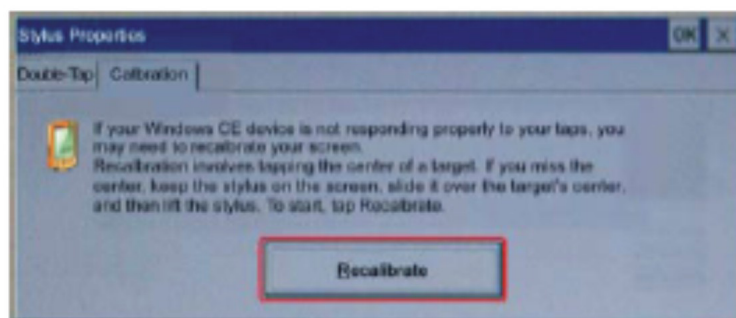 Stylus Properties
OK ×
Double-Tap Calibration
If your Windows CE device is not responding properly to your taps, you
may need to recalibrate your screen.
Recalibration involves tapping the center of a target. If you miss the
center, keep the stylus on the screen, slide it over the target's center,
and then lift the stylus. To start, tap Recalibrate.
Recalibrate